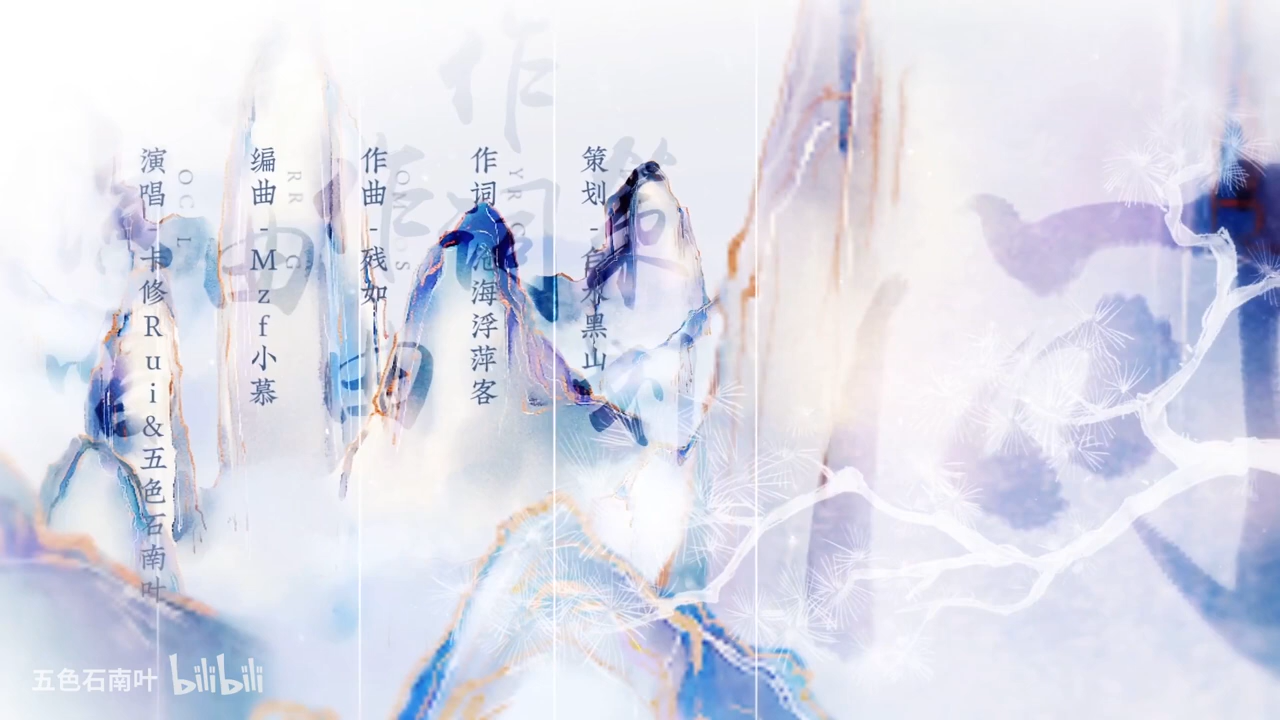 策划-白水黑山
作词-沧海浮萍客
作曲-残如
编曲-Mzf小慕
演唱-卡修Rui&五色石南叶
五色石南叶 bilibili